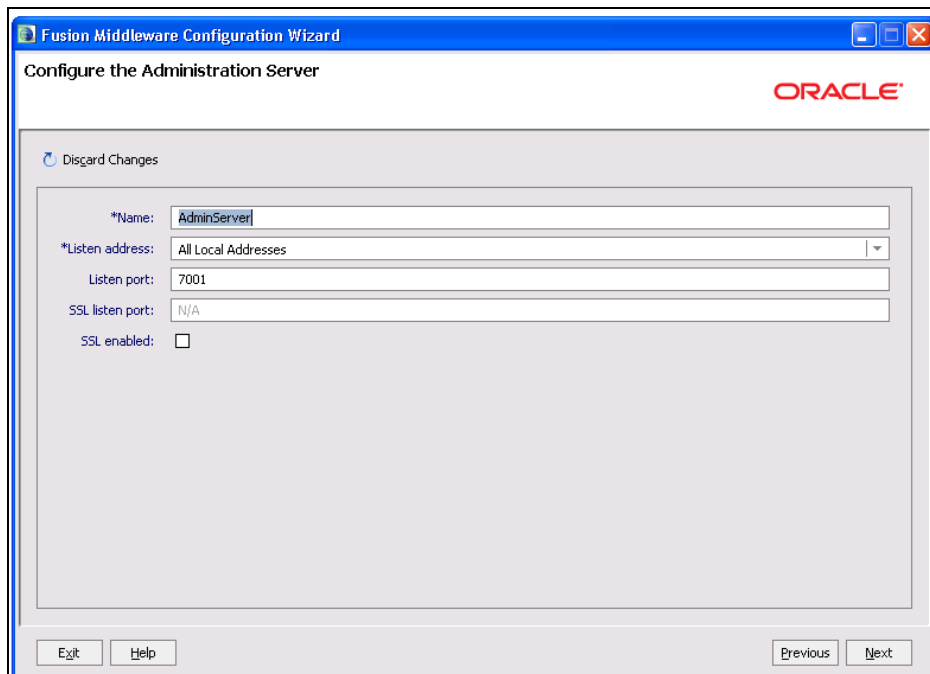 Fusion Middleware Configuration Wizard
Configure the Administration Server
ORACLE
Discard Changes
*Name: AdminServer
*Listen address: All Local Addresses
Listen port: 7001
SSL listen port: N/A
SSL enabled:
Exit Help Previous Next